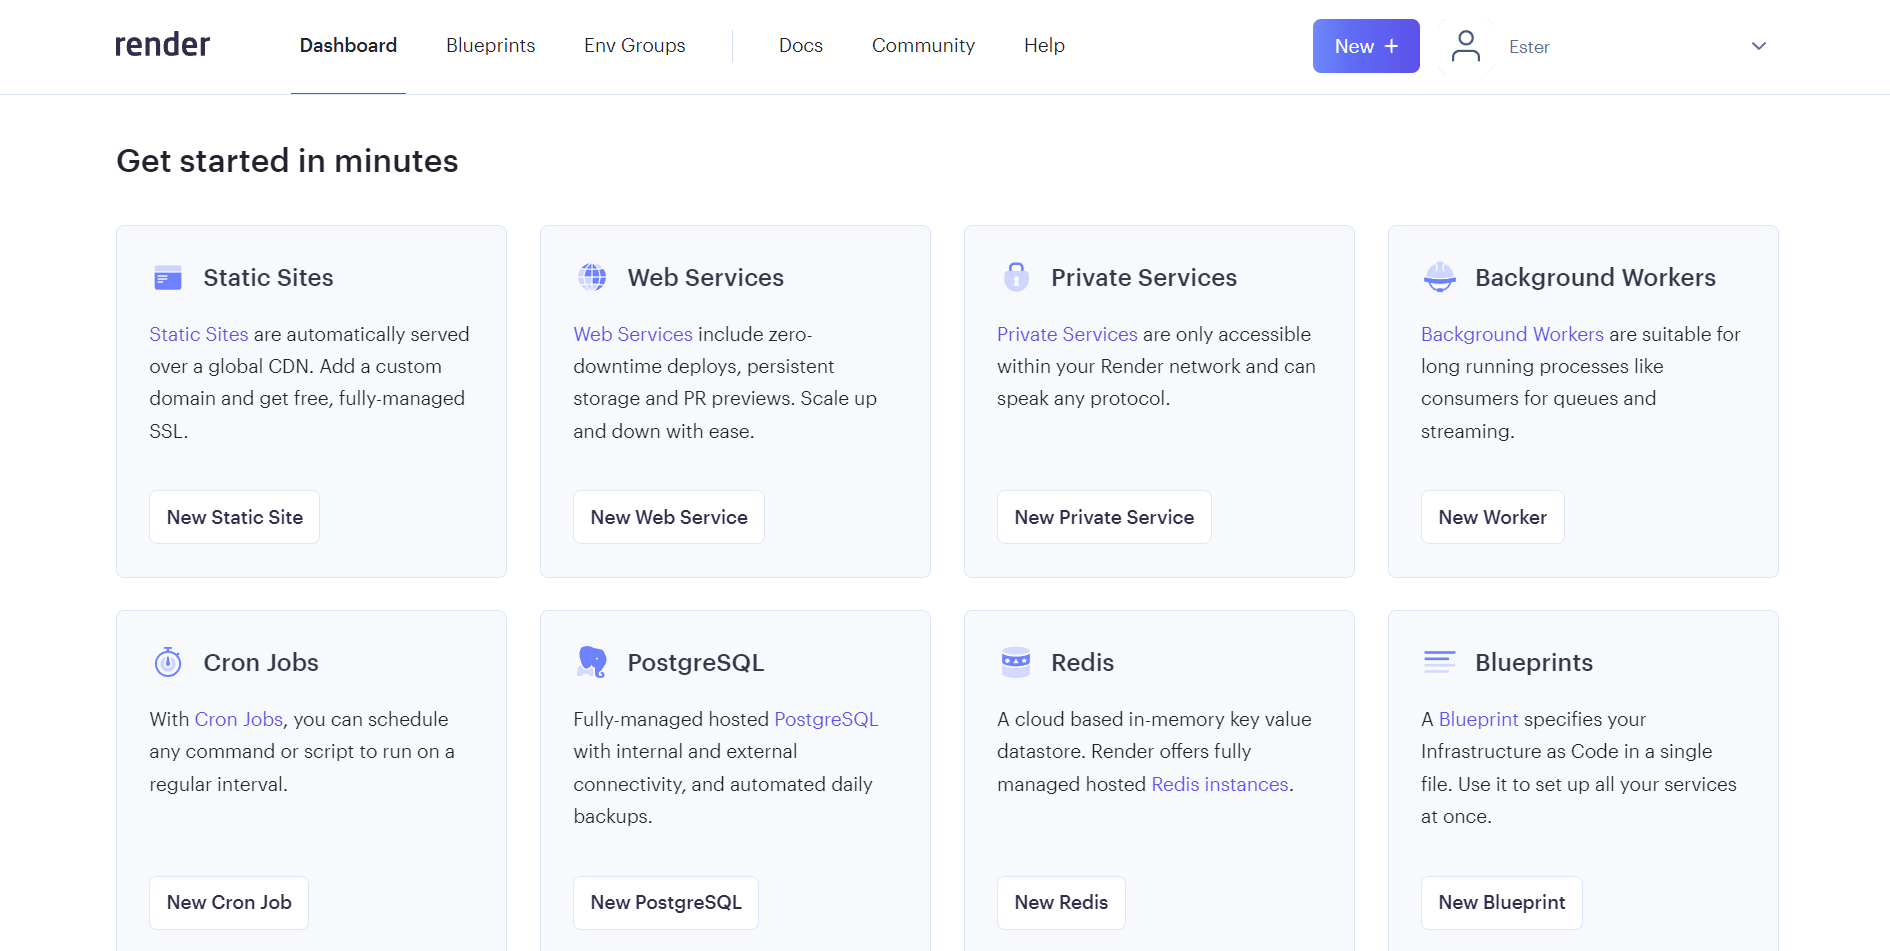 render
Dashboard
Blueprints
Env Groups
Docs
Community
Help
New +
Ester
Get started in minutes
Static Sites
Static Sites are automatically served
over a global CDN. Add a custom
domain and get free, fully-managed
SSL.
New Static Site
Web Services
Web Services include zero-
downtime deploys, persistent
storage and PR previews. Scale up
and down with ease.
New Web Service
Private Services
Private Services are only accessible
within your Render network and can
speak any protocol.
New Private Service
Background Workers
Background Workers are suitable for
long running processes like
consumers for queues and
streaming.
New Worker
Cron Jobs
With Cron Jobs, you can schedule
any command or script to run on a
regular interval.
New Cron Job
PostgreSQL
Fully-managed hosted PostgreSQL
with internal and external
connectivity, and automated daily
backups.
New PostgreSQL
Redis
A cloud based in-memory key value
datastore. Render offers fully
managed hosted Redis instances.
New Redis
Blueprints
A Blueprint specifies your
Infrastructure as Code in a single
file. Use it to set up all your services
at once.
New Blueprint